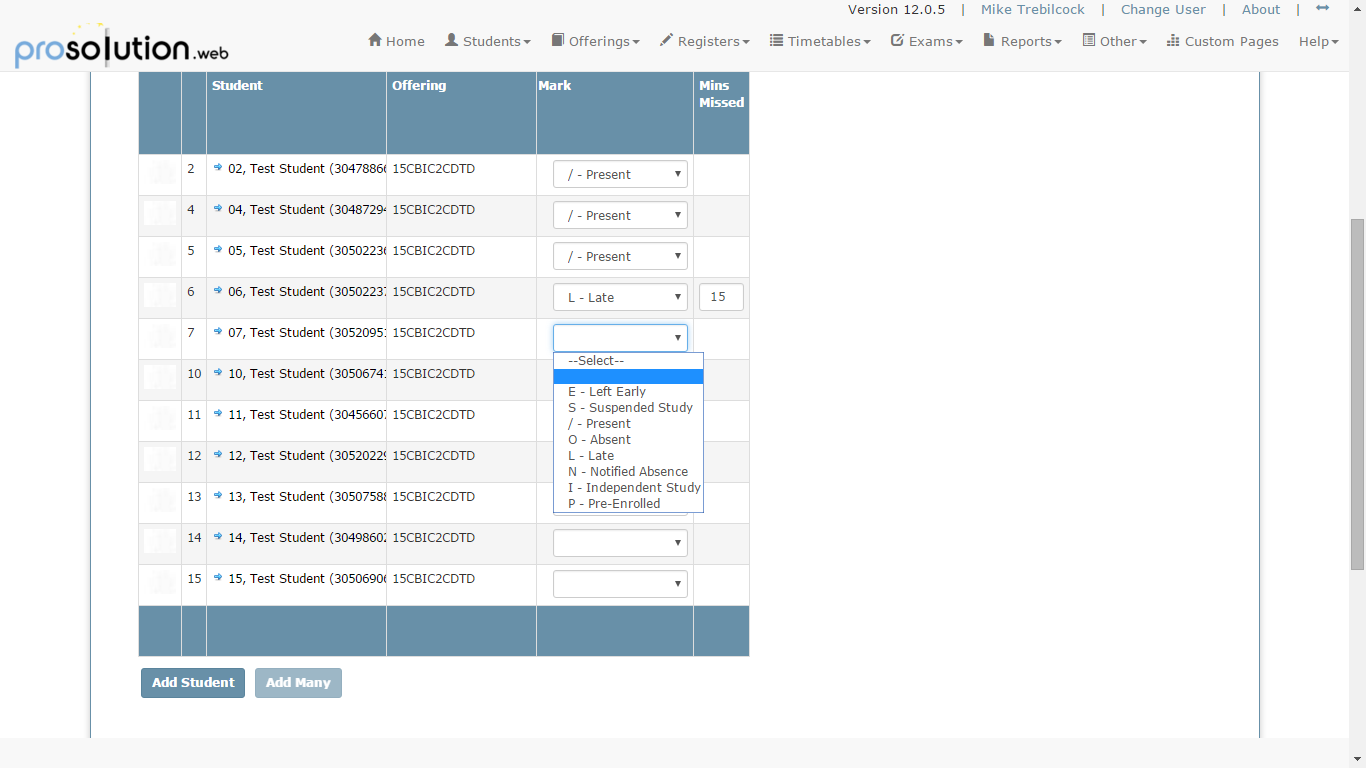 Version 12.0.5 | Mike Trebilcock | Change User | About |
prosolution.web
Home Students Offerings Registers Timetables Exams Reports Other Custom Pages Help
Student Offering Mark Mins Missed
2 02, Test Student (3047886 15CBIC2CDTD / - Present
4 04, Test Student (3048729 15CBIC2CDTD / - Present
5 05, Test Student (3050223 15CBIC2CDTD / - Present
6 06, Test Student (3050223 15CBIC2CDTD L - Late 15
7 07, Test Student (3052095 15CBIC2CDTD
--Select--
E - Left Early
S - Suspended Study
/ - Present
O - Absent
L - Late
N - Notified Absence
I - Independent Study
P - Pre-Enrolled
10 10, Test Student (3050674 15CBIC2CDTD
11 11, Test Student (3045660 15CBIC2CDTD
12 12, Test Student (3052022 15CBIC2CDTD
13 13, Test Student (3050758 15CBIC2CDTD
14 14, Test Student (3049860 15CBIC2CDTD
15 15, Test Student (3050690 15CBIC2CDTD
Add Student Add Many